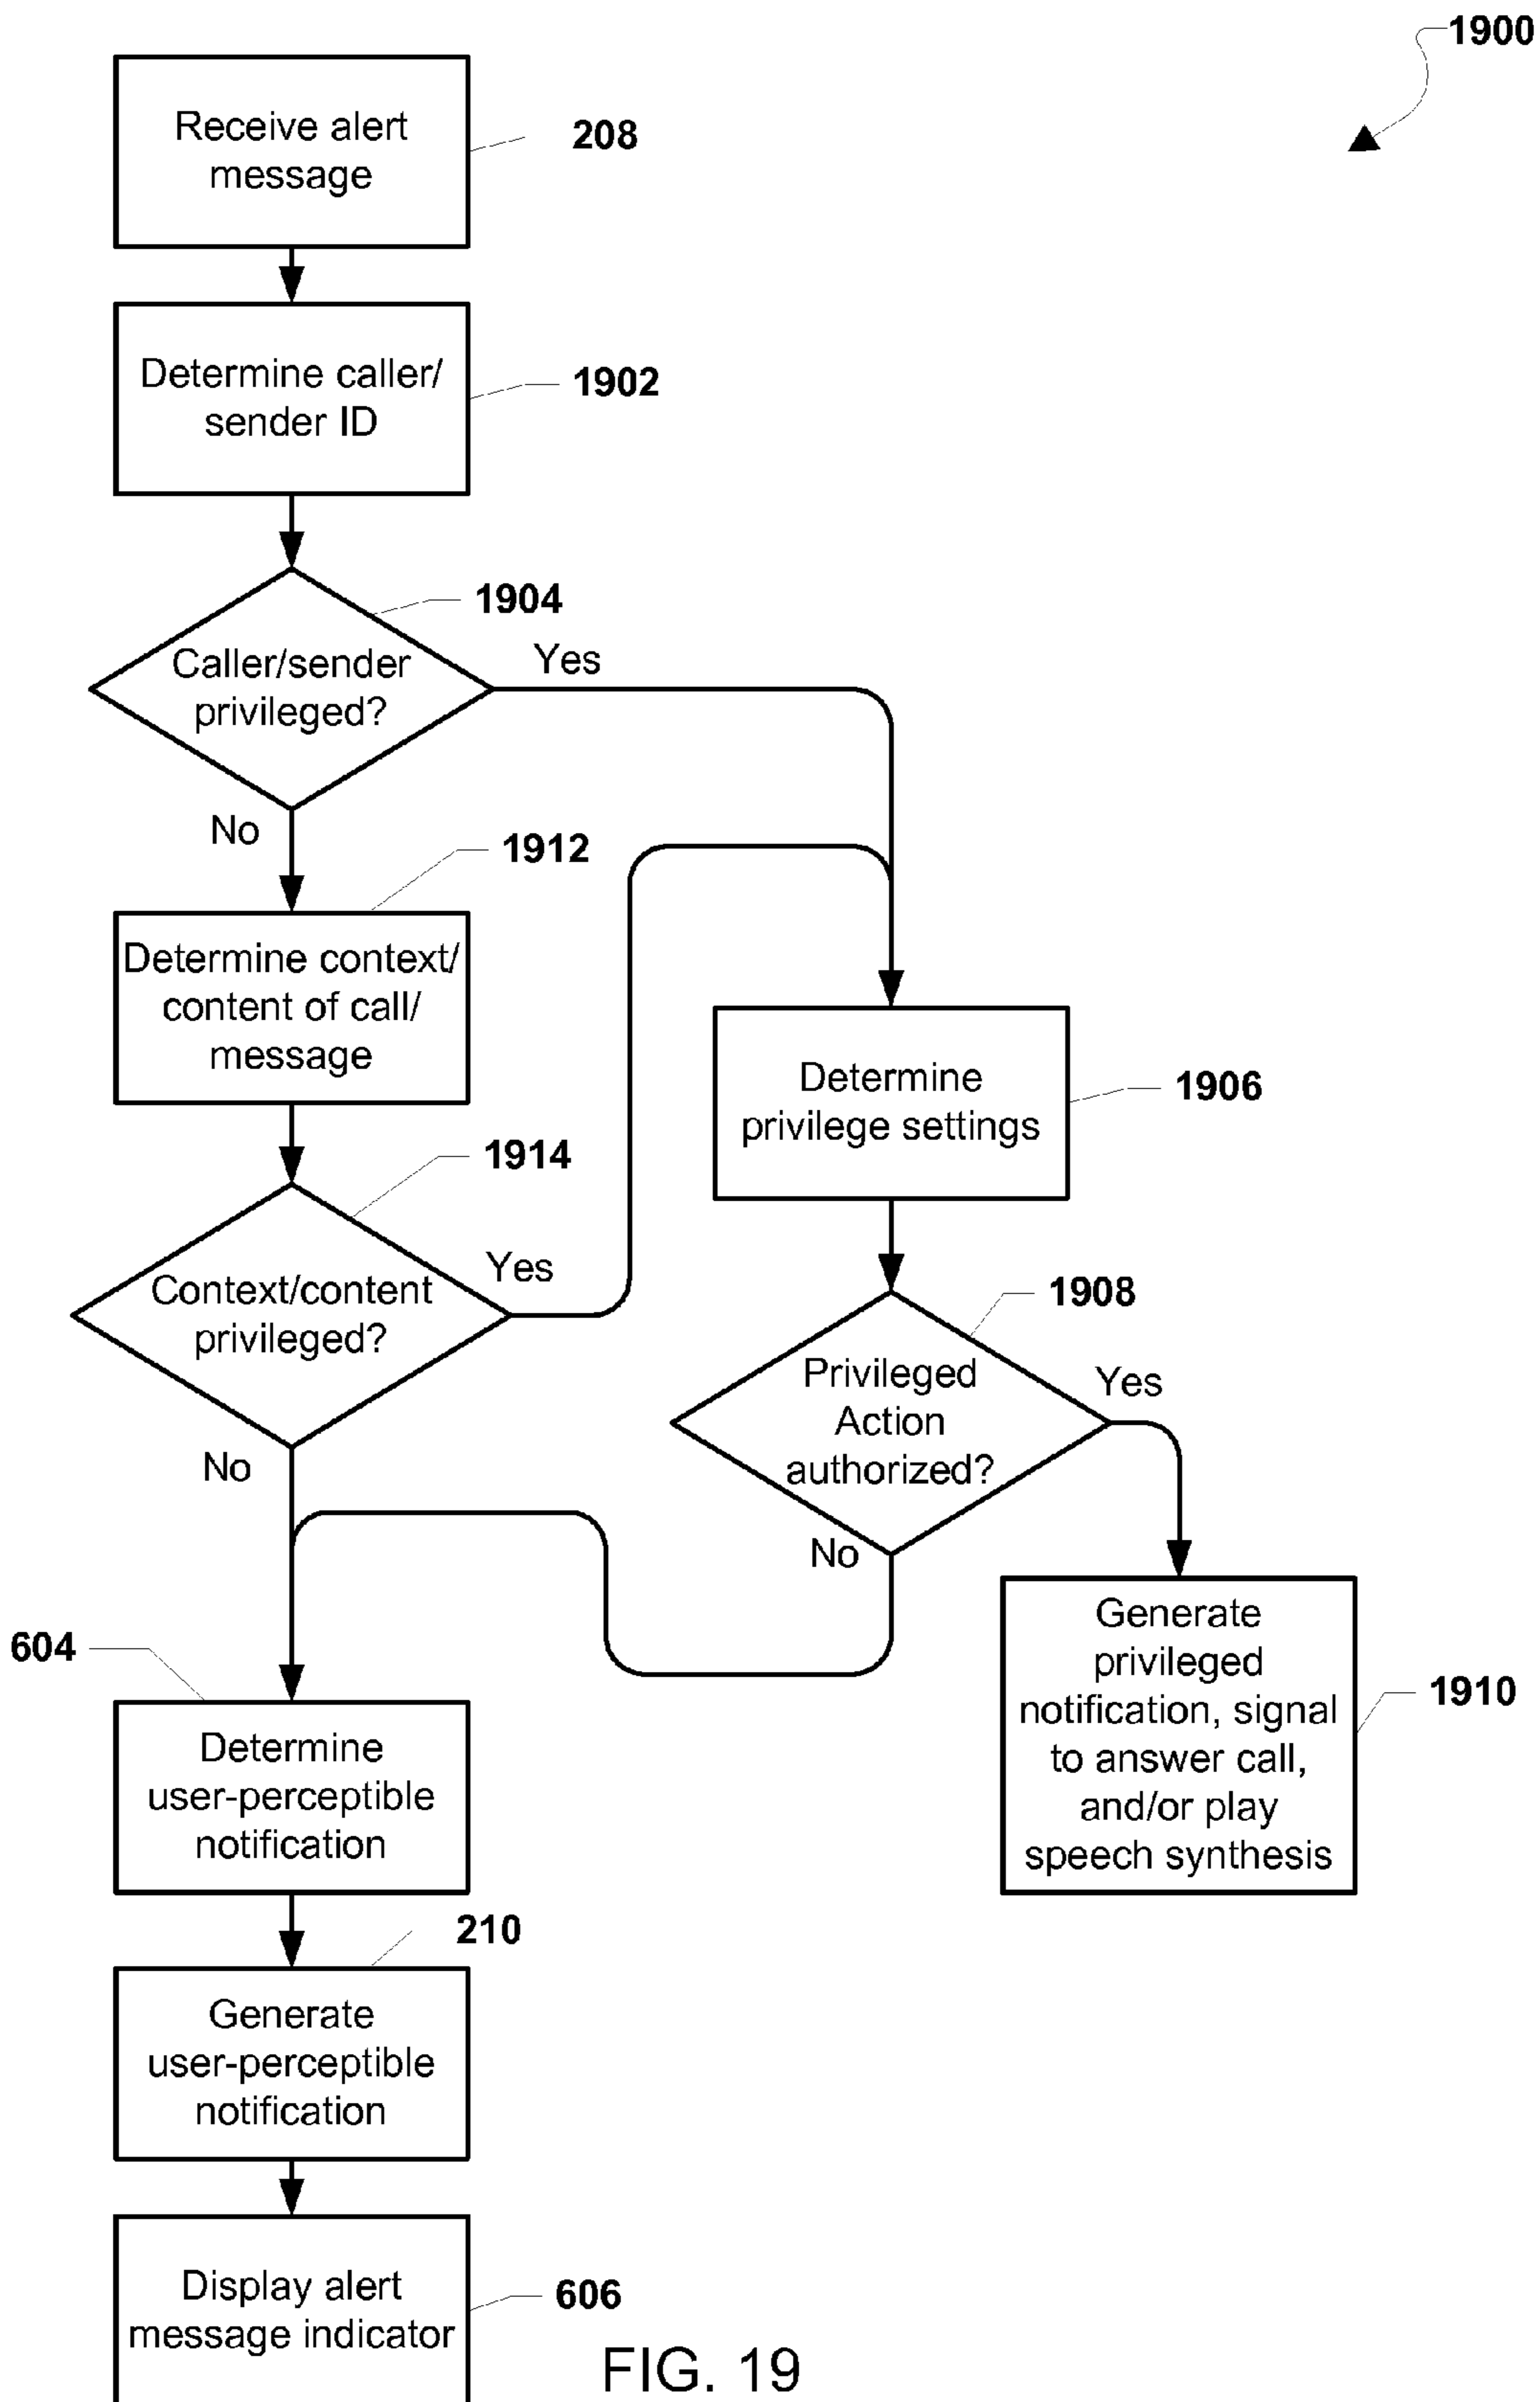 1900
Receive alert
message
208
Determine caller/
sender ID
1902
1904
Caller/sender
privileged?
Yes
No
1912
Determine context/
content of call/
message
Determine
privilege settings
1906
1914
Context/content
privileged?
Yes
1908
Privileged
Action
authorized?
Yes
No
No
Generate
privileged
notification, signal
to answer call,
and/or play
speech synthesis
1910
604
Determine
user-perceptible
notification
210
Generate
user-perceptible
notification
Display alert
message indicator
606
FIG. 19